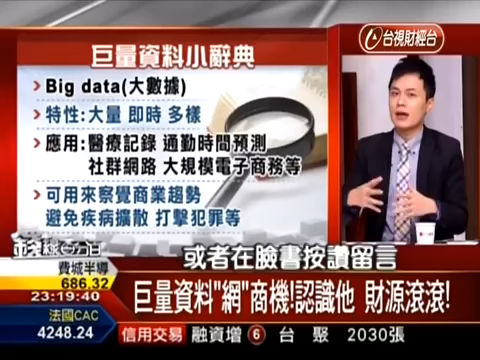 巨量資料小辭典
台視財經台
Big data(大數據)
特性:大量 即時 多樣
應用:醫療記錄 通勤時間預測
社群網路 大規模電子商務等
可用來察覺商業趨勢
避免疾病擴散 打擊犯罪等
錢線百分百
或者在臉書按讚留言
費城半導
686.32
23:19:40
巨量資料"網"商機!認識他 財源滾滾!
法國CAC
4248.24
信用交易 融資增 6 台 聚 2030張